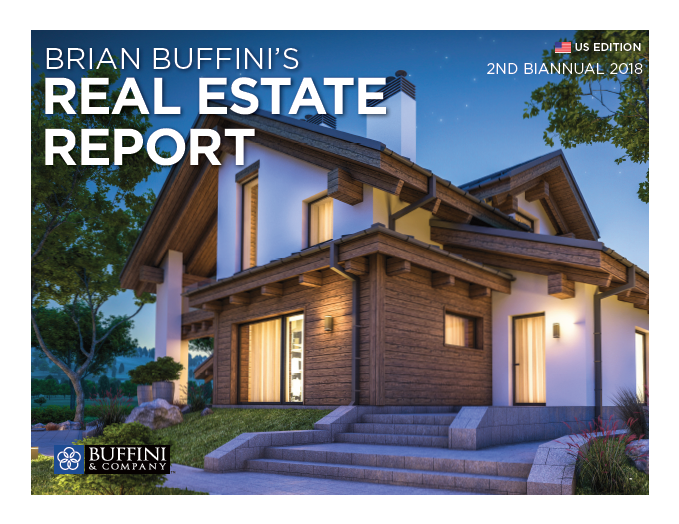 BRIAN BUFFINI'S
REAL ESTATE
REPORT
US EDITION
2ND BIANNUAL 2018
BUFFINI
& COMPANY